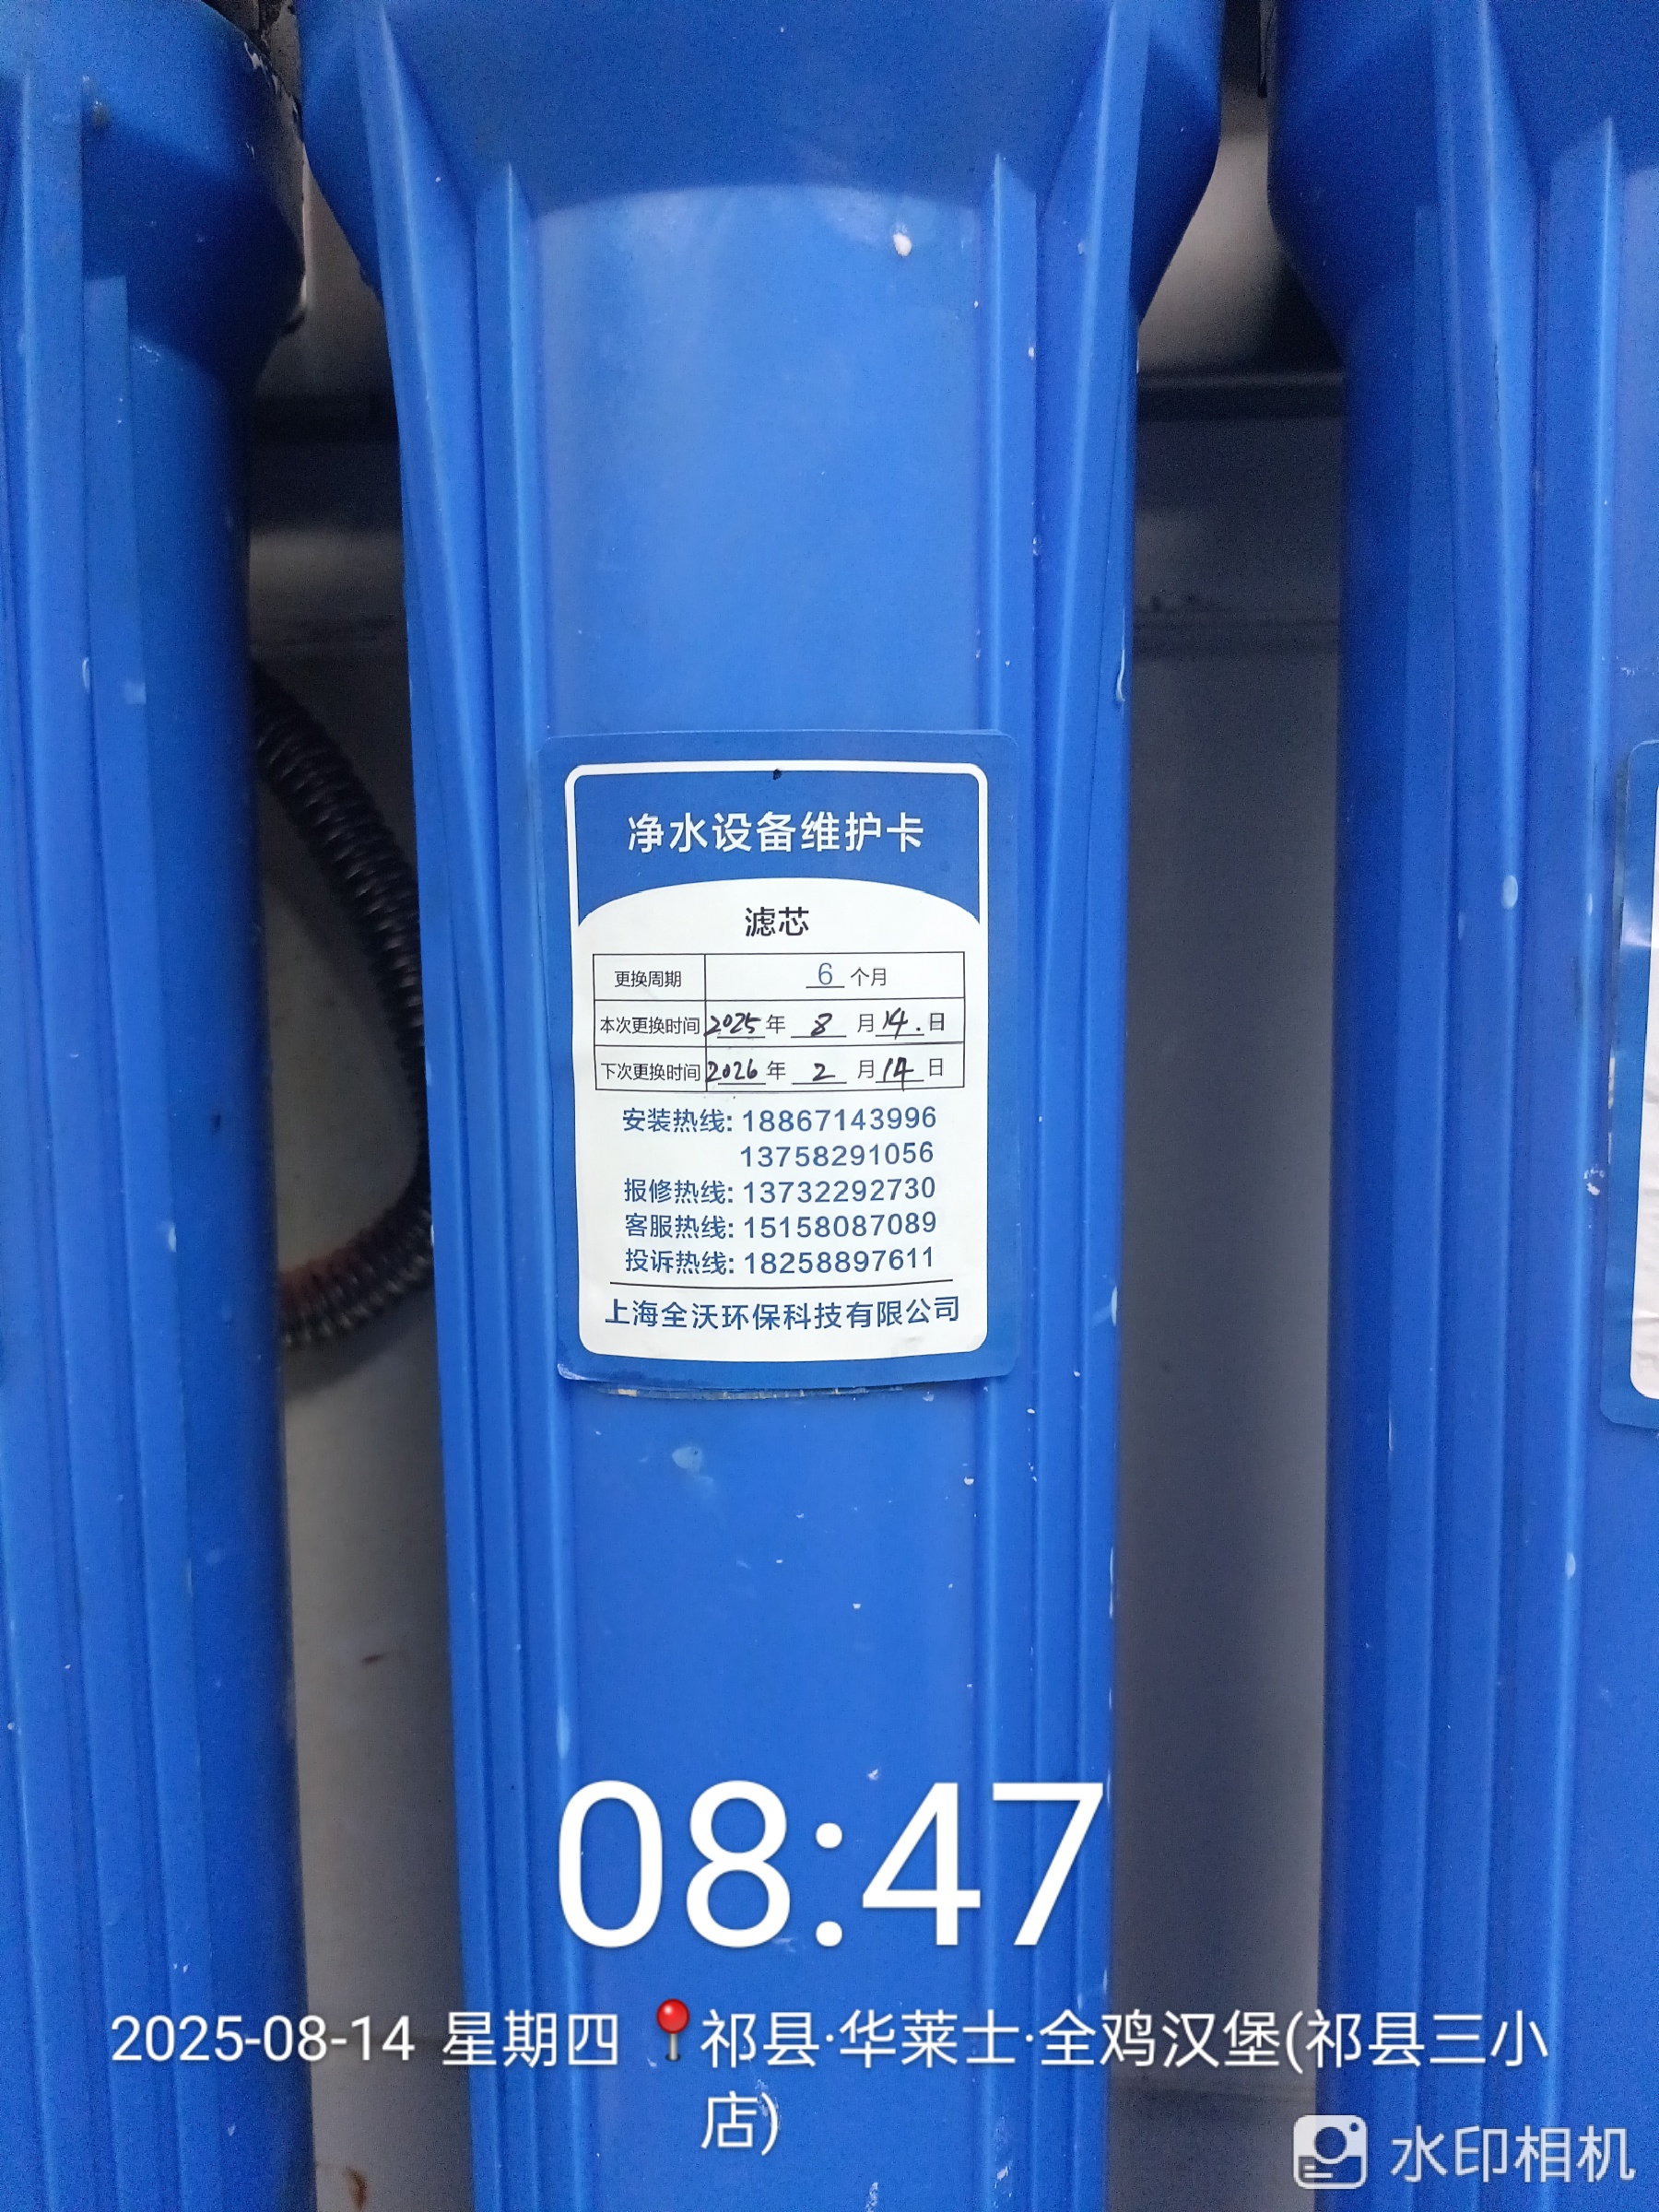 净水设备维护卡
滤芯
更换周期 6 个月
本次更换时间 2025 年 8 月 14 . 日
下次更换时间 2026 年 2 月 14 日
安装热线: 18867143996
13758291056
报修热线: 13732292730
客服热线: 15158087089
投诉热线: 18258897611
上海全沃环保科技有限公司
08:47
2025-08-14 星期四 📍祁县·华莱士·全鸡汉堡(祁县三小
店)
水印相机